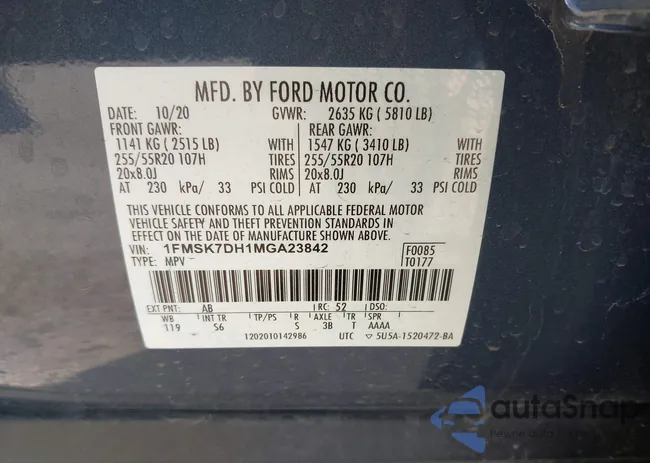 MFD. BY FORD MOTOR CO.
DATE: 10/20 GVWR: 2635 KG ( 5810 LB)
FRONT GAWR: REAR GAWR:
1141 KG ( 2515 LB) WITH 1547 KG ( 3410 LB) WITH
255/55R20 107H TIRES 255/55R20 107H TIRES
20x8.0J RIMS 20x8.0J RIMS
AT 230 kPa/ 33 PSI COLD AT 230 kPa/ 33 PSI COLD
THIS VEHICLE CONFORMS TO ALL APPLICABLE FEDERAL MOTOR
VEHICLE SAFETY AND THEFT PREVENTION STANDARDS IN
EFFECT ON THE DATE OF MANUFACTURE SHOWN ABOVE.
VIN: 1FMSK7DH1MGA23842 F0085
TYPE: MPV T0177
EXT PNT: AB RC: 52 DSO:
WB INT TR TP/PS R AXLE TR SPR
119 S6 S 3B T AAAA
1202010142986 UTC ▽ 5U5A-1520472-BA
autoSnap
Pewne auto